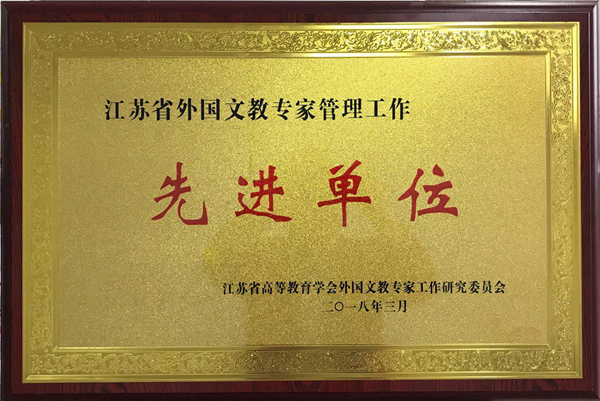 江苏省外国文教专家管理工作
先进单位
江苏省高等教育学会外国文教专家工作研究委员会
二〇一八年三月